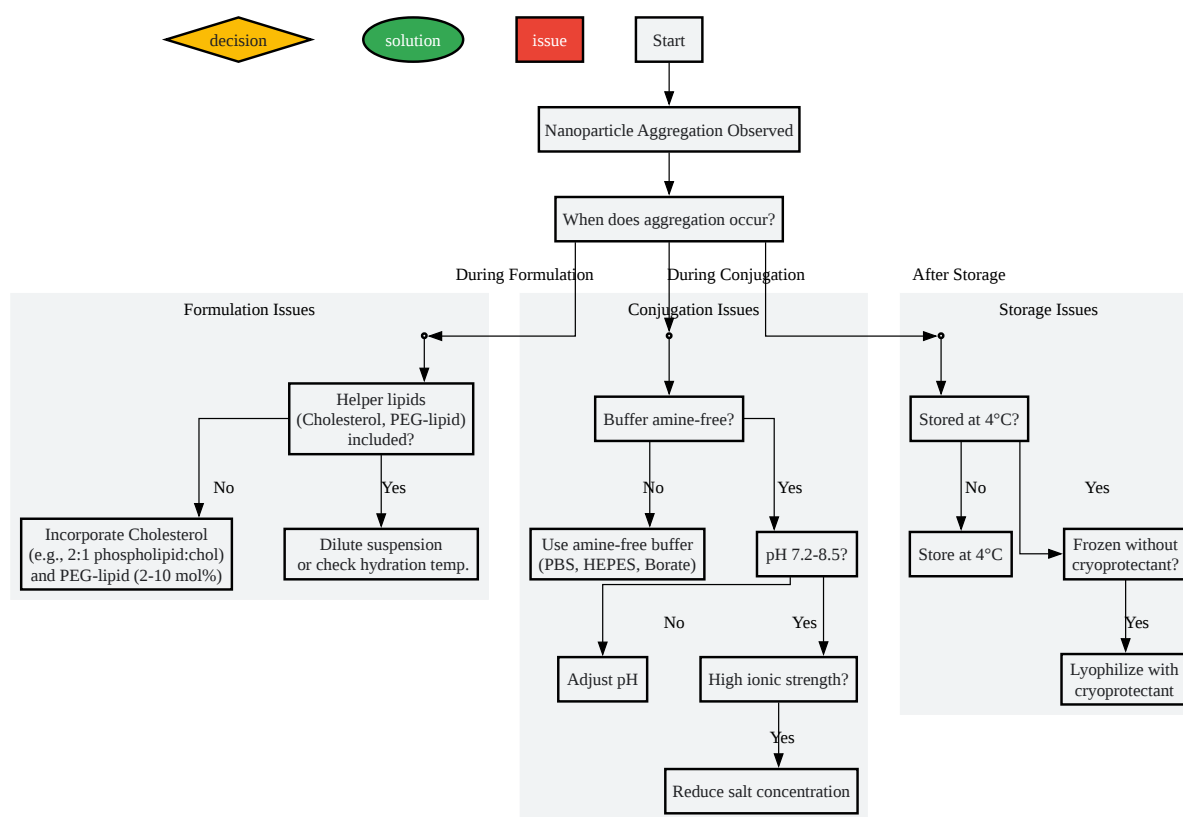 decision
solution
issue
Start
Nanoparticle Aggregation Observed
When does aggregation occur?
During Formulation
During Conjugation
After Storage
Formulation Issues
Conjugation Issues
Storage Issues
Helper lipids
(Cholesterol, PEG-lipid)
included?
Buffer amine-free?
Stored at 4°C?
No
Yes
No
Yes
No
Yes
Incorporate Cholesterol
(e.g., 2:1 phospholipid:chol)
and PEG-lipid (2-10 mol%)
Dilute suspension
or check hydration temp.
Use amine-free buffer
(PBS, HEPES, Borate)
pH 7.2-8.5?
Store at 4°C
Frozen without
cryoprotectant?
No
Yes
Yes
Adjust pH
High ionic strength?
Lyophilize with
cryoprotectant
Yes
Reduce salt concentration